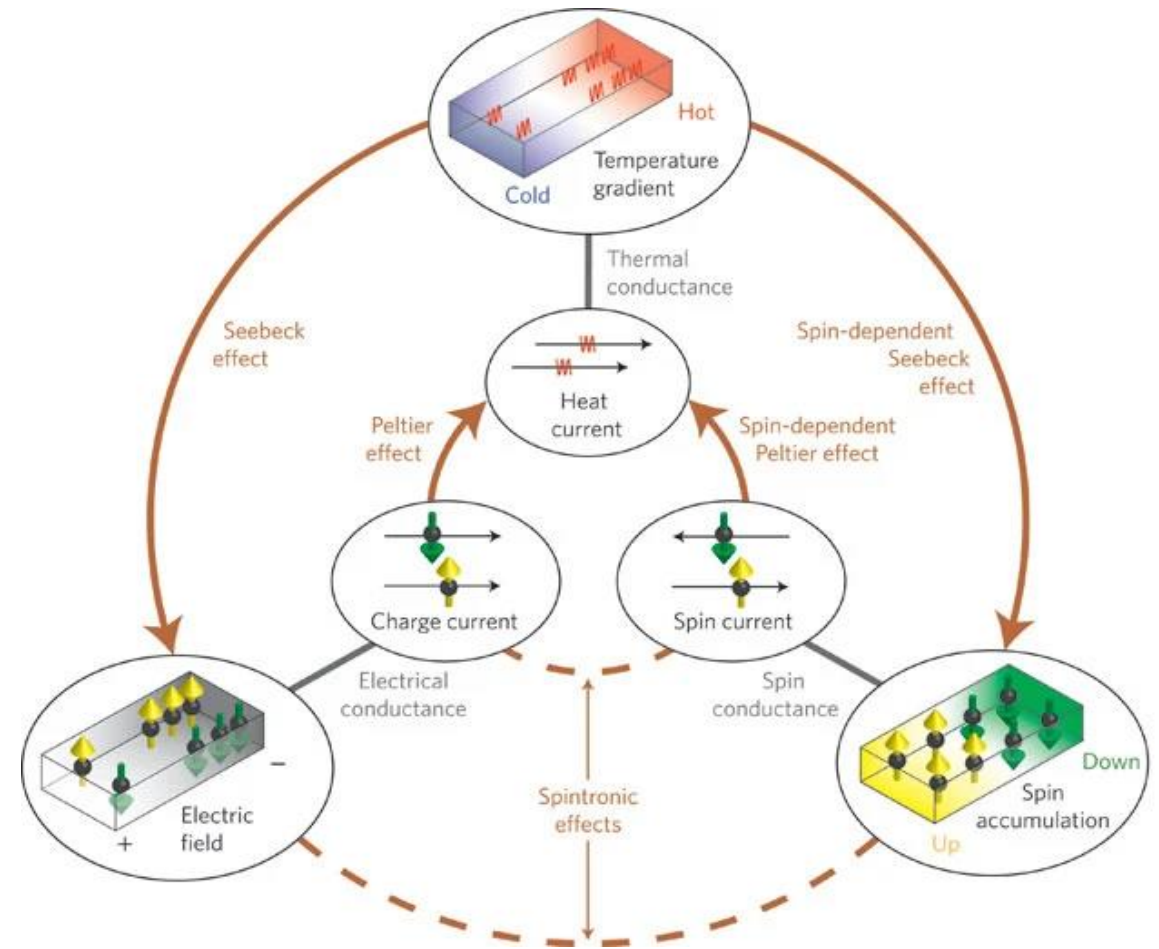 Hot
Temperature
gradient
Cold
Thermal
conductance
Seebeck
effect
Spin-dependent
Seebeck
effect
Heat
current
Peltier
effect
Spin-dependent
Peltier effect
Charge current
Spin current
Electrical
conductance
Spin
conductance
−
Electric
field
+
Spintronic
effects
Down
Spin
accumulation
Up